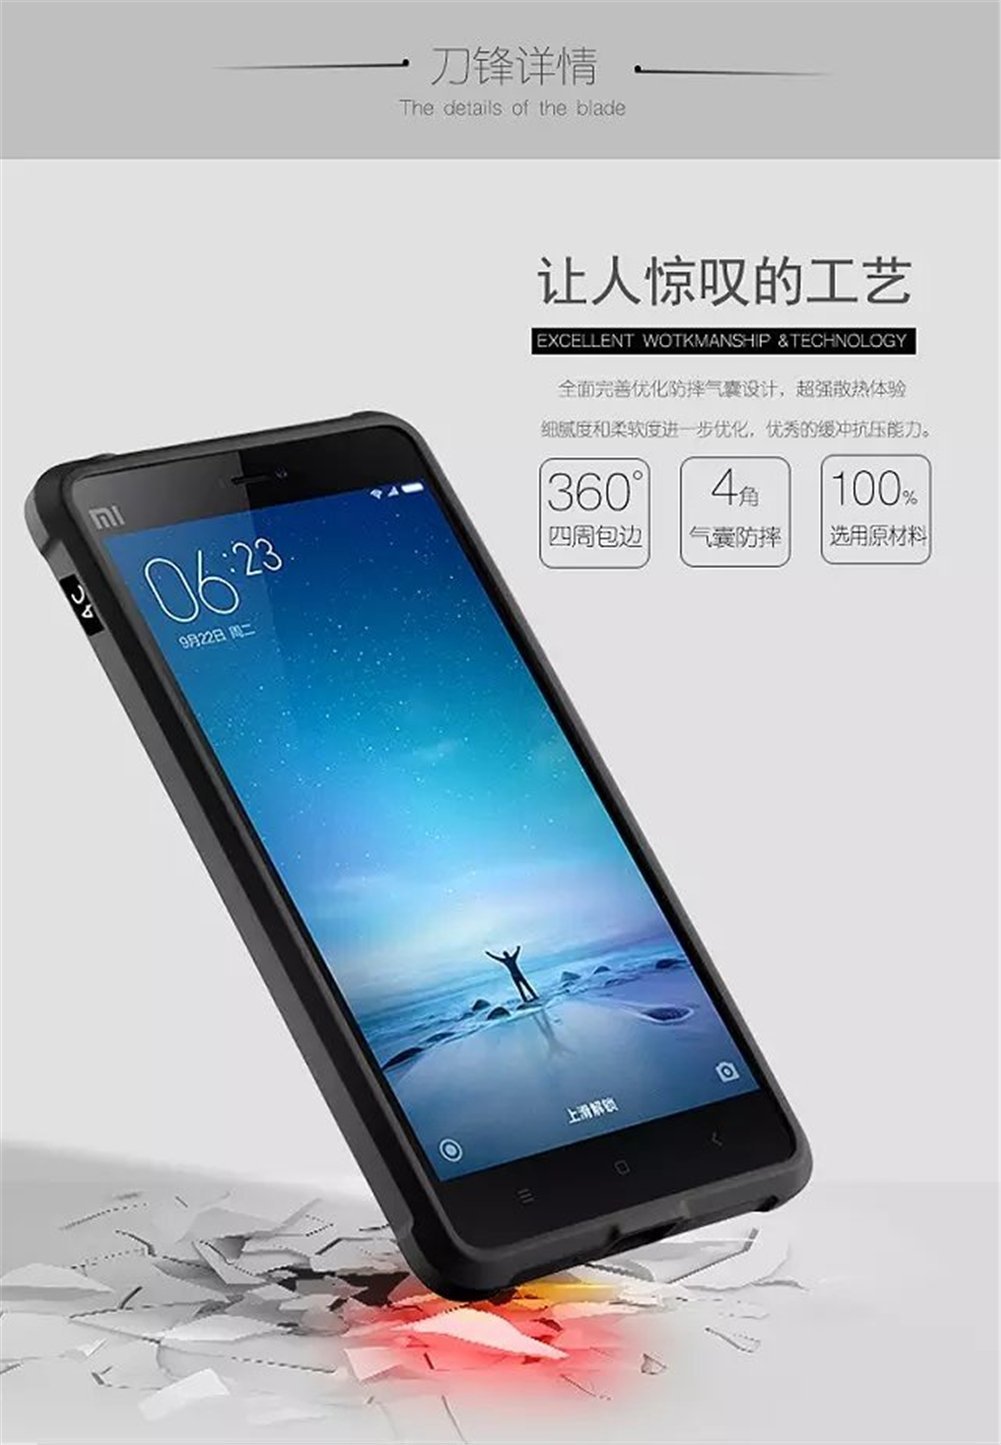 刀锋详情
The details of the blade
让人惊叹的工艺
EXCELLENT WOTKMANSHIP &TECHNOLOGY
全面完善优化防摔气囊设计，超强散热体验
细腻度和柔软度进一步优化，优秀的缓冲抗压能力。
360°
四周包边
4角
气囊防摔
100%
选用原材料
mi
06:23
9月22日 周二
4C
上滑解锁